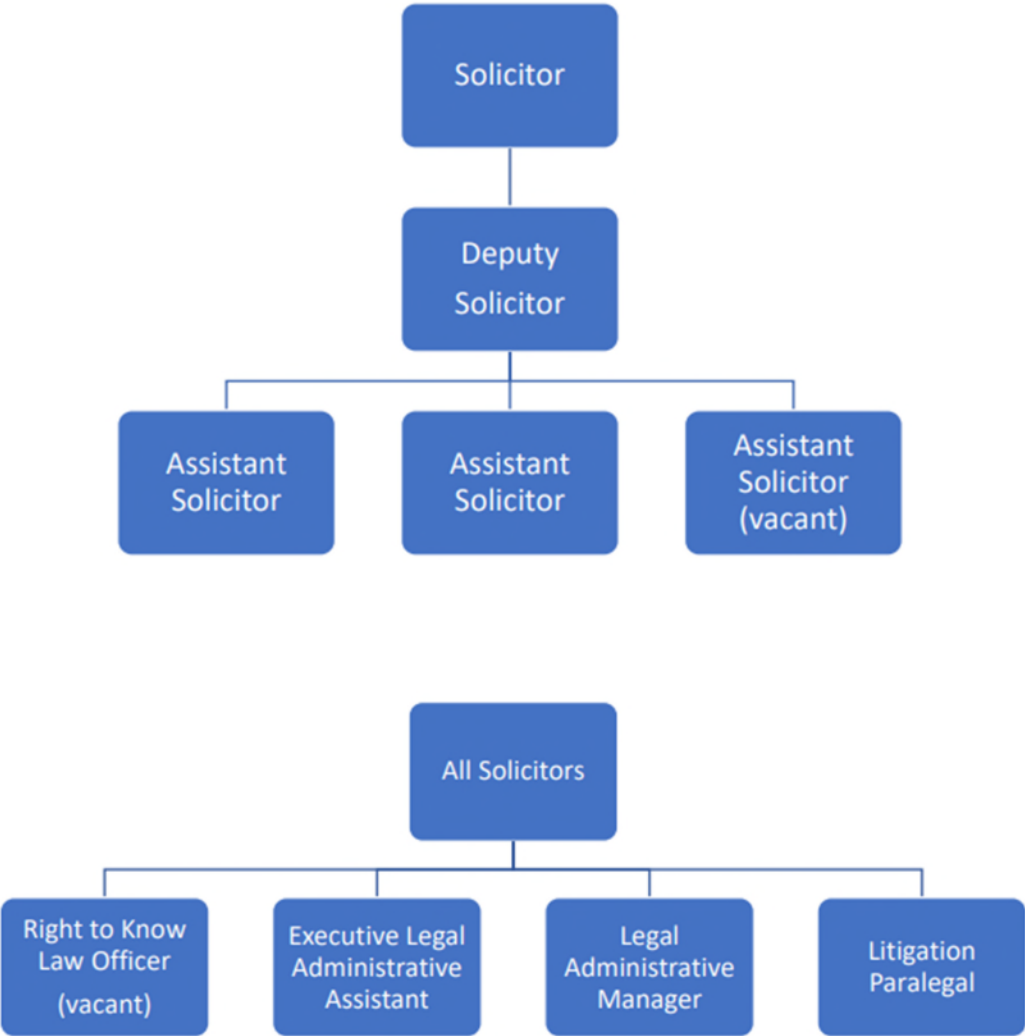 Solicitor
Deputy
Solicitor
Assistant
Solicitor
Assistant
Solicitor
Assistant
Solicitor
(vacant)
All Solicitors
Right to Know
Law Officer
(vacant)
Executive Legal
Administrative
Assistant
Legal
Administrative
Manager
Litigation
Paralegal